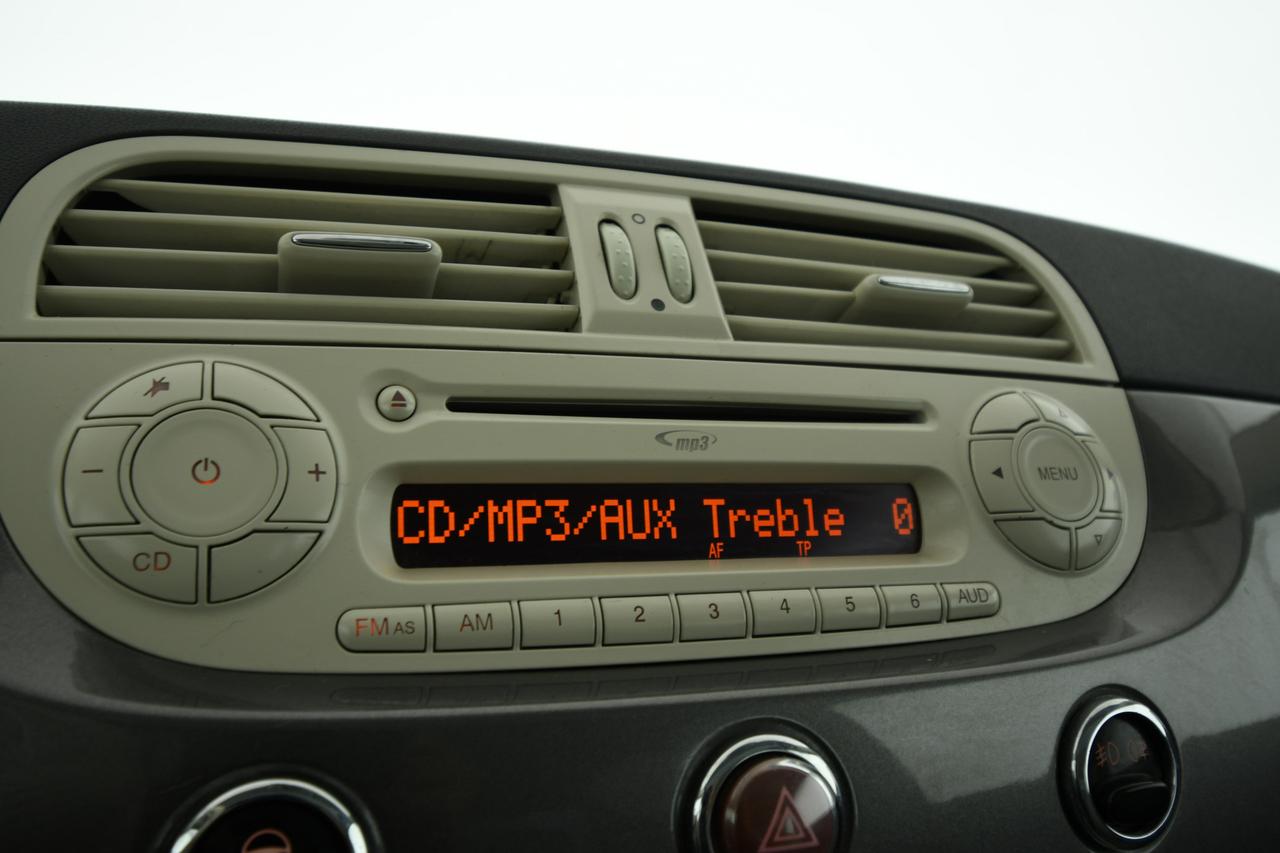 mp3
MENU
CD/MP3/AUX Treble 0
AF TP
CD
FM AS AM 1 2 3 4 5 6 AUD